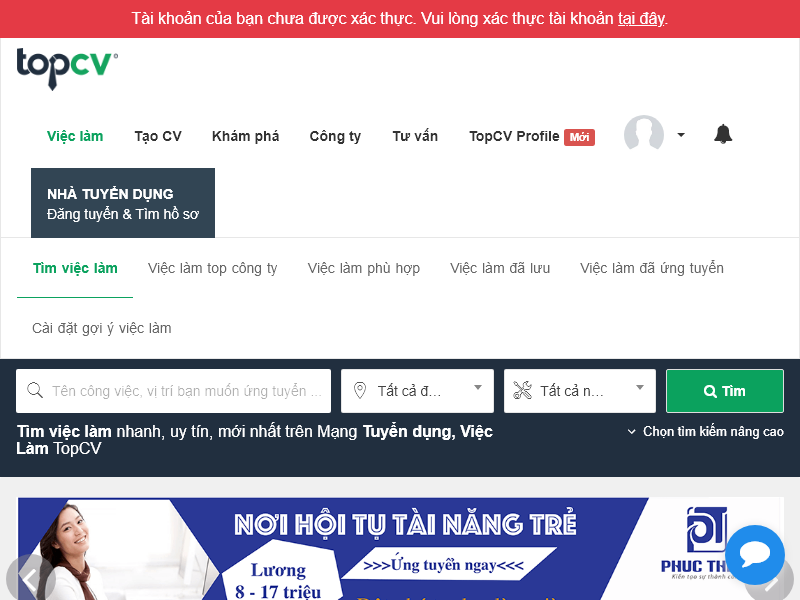 Tài khoản của bạn chưa được xác thực. Vui lòng xác thực tài khoản tại đây.
topcv
Việc làm
Tạo CV
Khám phá
Công ty
Tư vấn
TopCV Profile Mới
NHÀ TUYỂN DỤNG
Đăng tuyển & Tìm hồ sơ
Tìm việc làm
Việc làm top công ty
Việc làm phù hợp
Việc làm đã lưu
Việc làm đã ứng tuyển
Cài đặt gợi ý việc làm
Tên công việc, vị trí bạn muốn ứng tuyển ...
Tất cả đ...
Tất cả n...
Tìm
Tìm việc làm nhanh, uy tín, mới nhất trên Mạng Tuyển dụng, Việc
Làm TopCV
Chọn tìm kiếm nâng cao
NƠI HỘI TỤ TÀI NĂNG TRẺ
>>>Ứng tuyển ngay<<<
Lương
8 - 17 triệu
PHUC TH
Kiến tạo sự thành